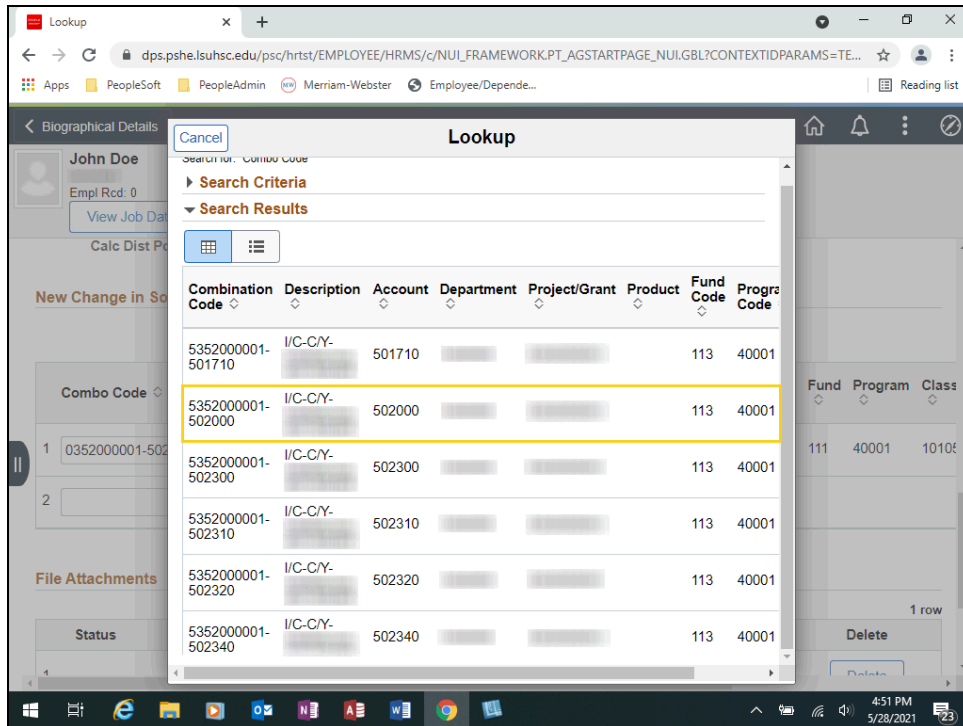 Lookup
dps.pshe.lsuhsc.edu/psc/hrtst/EMPLOYEE/HRMS/c/NUI_FRAMEWORK.PT_AGSTARTPAGE_NUI.GBL?CONTEXTIDPARAMS=TE...
Apps PeopleSoft PeopleAdmin Merriam-Webster Employee/Depende... Reading list
Biographical Details
Cancel
Lookup
John Doe
Empl Rcd: 0
View Job Dat
Calc Dist
Search for: Combo Code
Search Criteria
Search Results
New Change in So
Combination Code Description Account Department Project/Grant Product Fund Code Progra Code
5352000001-501710 I/C-C/Y- 501710 113 40001
5352000001-502000 I/C-C/Y- 502000 113 40001
5352000001-502300 I/C-C/Y- 502300 113 40001
5352000001-502310 I/C-C/Y- 502310 113 40001
5352000001-502320 I/C-C/Y- 502320 113 40001
5352000001-502340 I/C-C/Y- 502340 113 40001
Combo Code Fund Program Class
1 0352000001-502 111 40001 1010
2
File Attachments
1 row
Status Delete
1 Delete
4:51 PM
5/28/2021
23